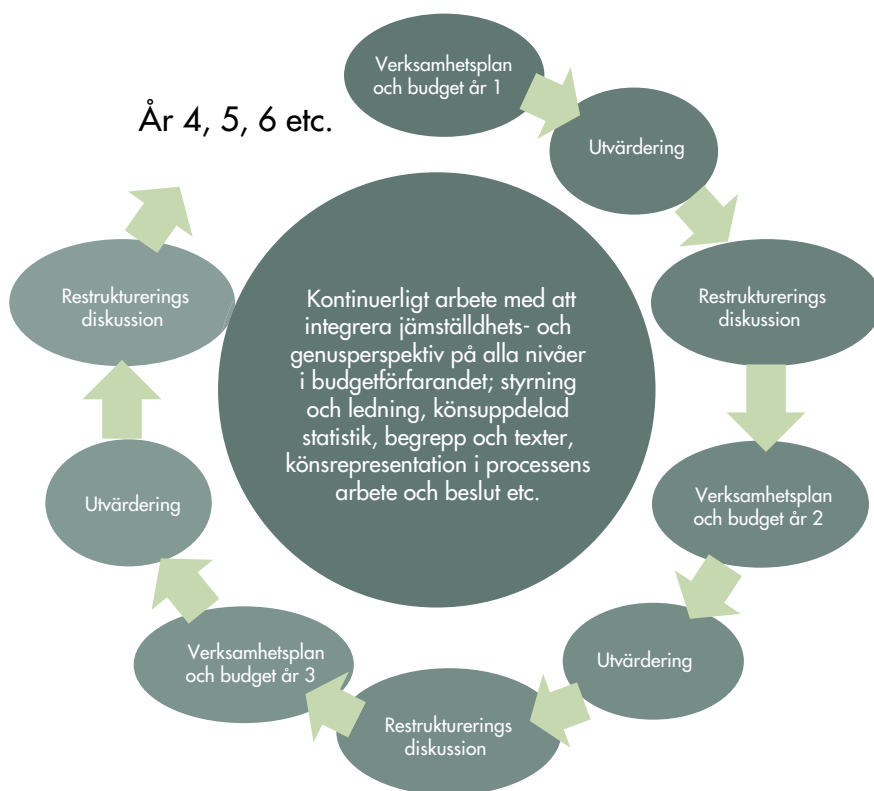 Verksamhetsplan
och budget år 1
Utvärdering
Restrukturerings
diskussion
Verksamhetsplan
och budget år 2
Utvärdering
Restrukturerings
diskussion
Verksamhetsplan
och budget år 3
Utvärdering
Restrukturerings
diskussion
År 4, 5, 6 etc.
Kontinuerligt arbete med att
integrera jämställdhets- och
genusperspektiv på alla nivåer
i budgetförfarandet; styrning
och ledning, könsuppdelad
statistik, begrepp och texter,
könsrepresentation i processens
arbete och beslut etc.